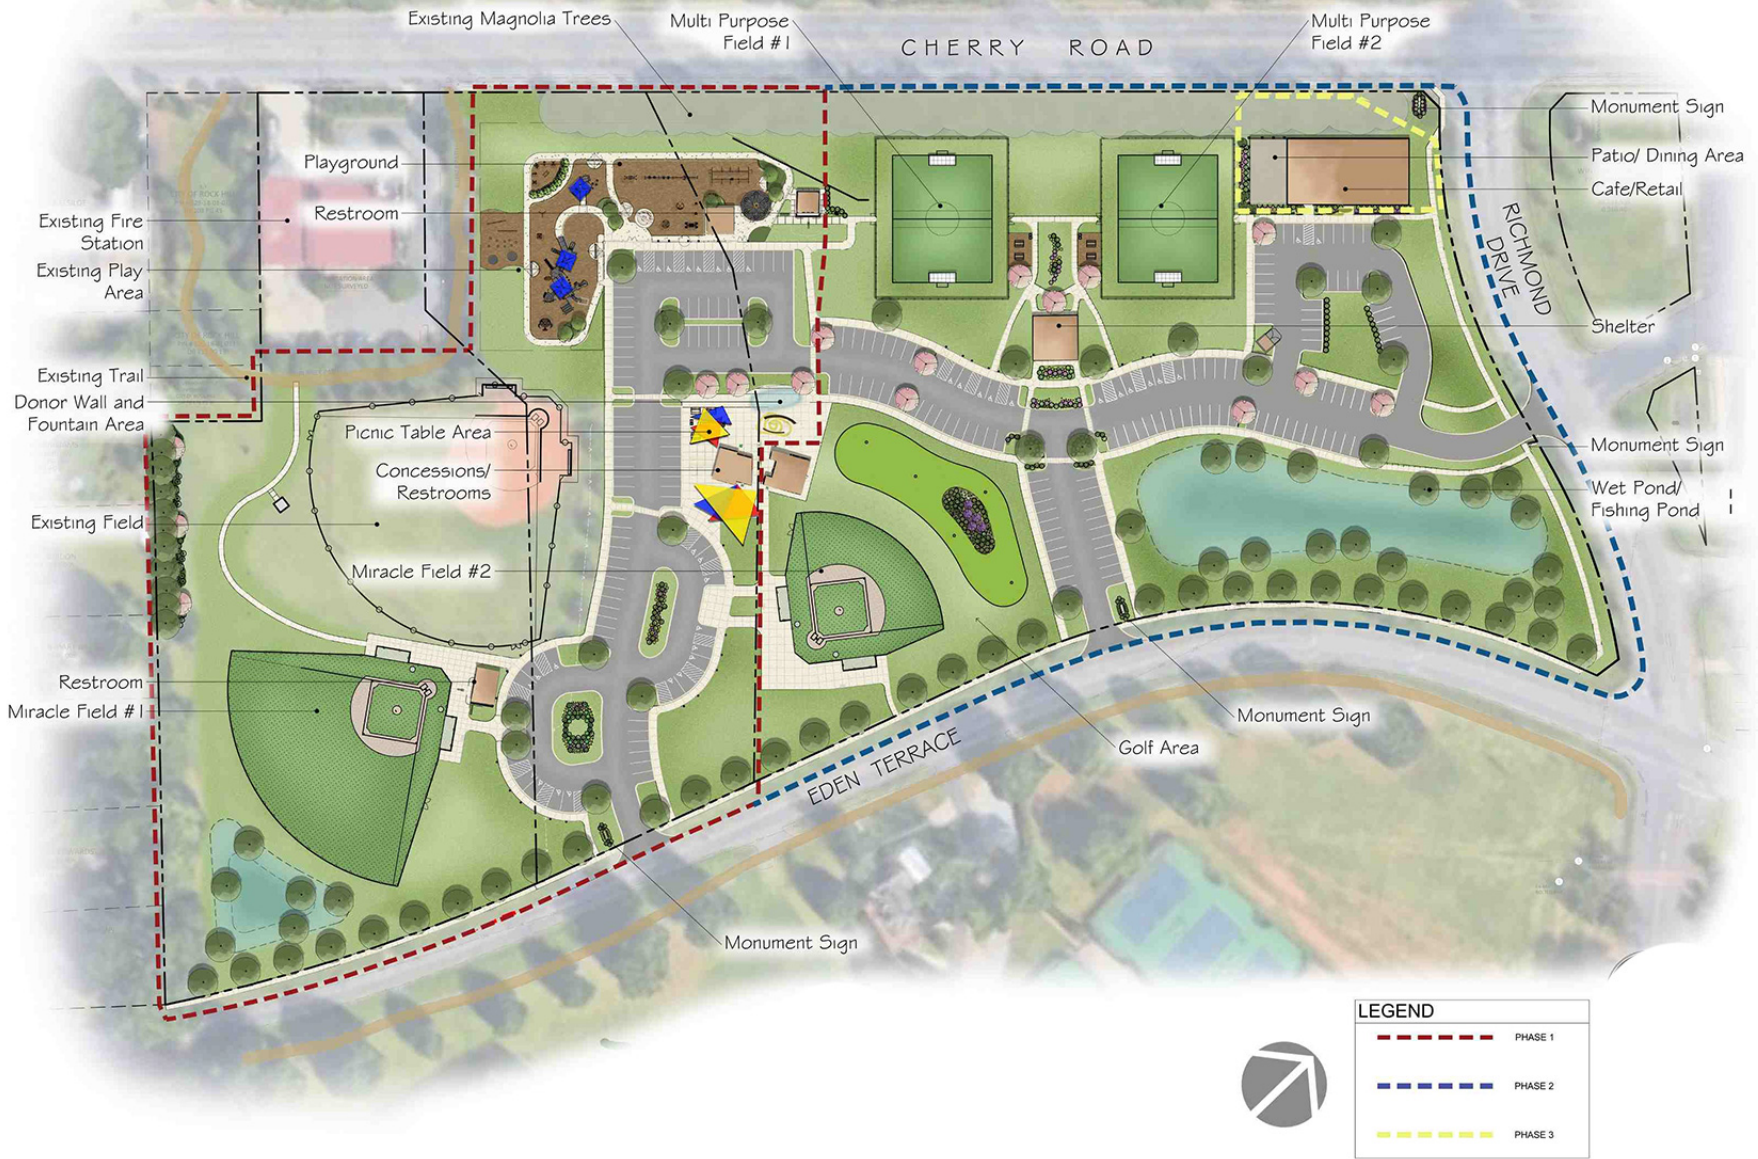 Existing Magnolia Trees
Multi Purpose
Field #1
CHERRY ROAD
Multi Purpose
Field #2
Monument Sign
Patio/ Dining Area
Cafe/Retail
RICHMOND
DRIVE
Shelter
Monument Sign
Wet Pond/
Fishing Pond
Playground
Restroom
Existing Fire
Station
Existing Play
Area
Existing Trail
Donor Wall and
Fountain Area
Picnic Table Area
Concessions/
Restrooms
Existing Field
Miracle Field #2
Restroom
Miracle Field #1
Monument Sign
Golf Area
EDEN TERRACE
Monument Sign
LEGEND
PHASE 1
PHASE 2
PHASE 3